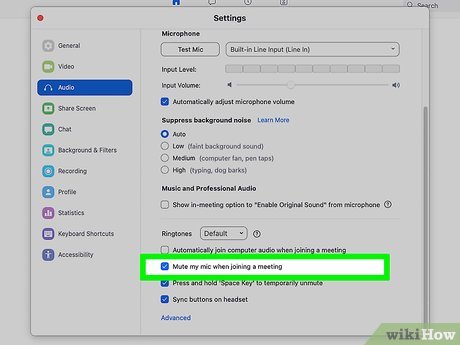 Search
Settings
Microphone
Test Mic
Built-in Line Input (Line In)
Input Level:
Input Volume:
Automatically adjust microphone volume
Suppress background noise Learn More
Auto
Low (faint background sound)
Medium (computer fan, pen taps)
High (typing, dog barks)
Music and Professional Audio
Show in-meeting option to "Enable Original Sound" from microphone
Ringtones Default
Automatically join computer audio when joining a meeting
Mute my mic when joining a meeting
Press and hold 'Space Key' to temporarily unmute
Sync buttons on headset
Advanced
General
Video
Audio
Share Screen
Chat
Background & Filters
Recording
Profile
Statistics
Keyboard Shortcuts
Accessibility
wikiHow